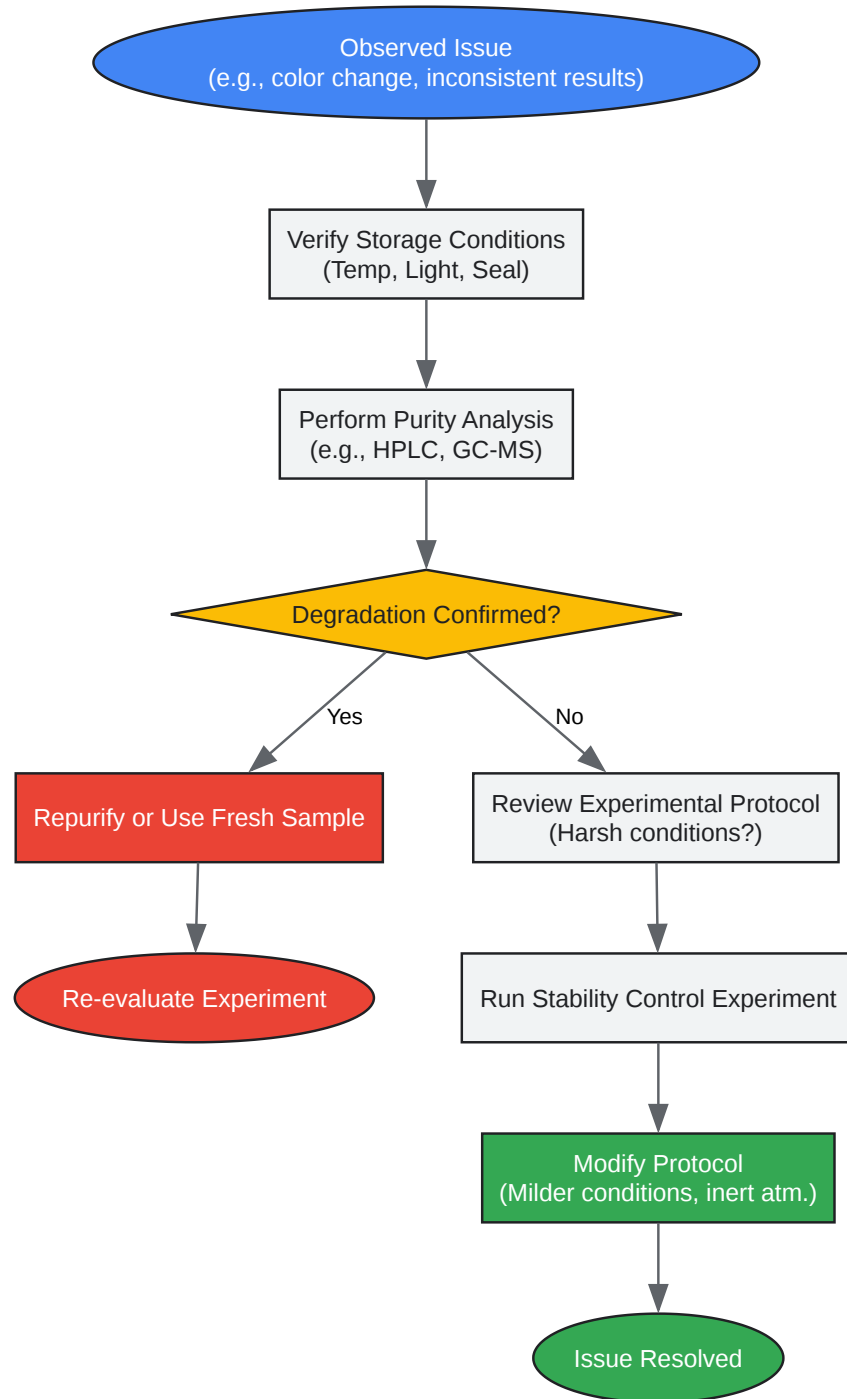 Observed Issue
(e.g., color change, inconsistent results)
Verify Storage Conditions
(Temp, Light, Seal)
Perform Purity Analysis
(e.g., HPLC, GC-MS)
Degradation Confirmed?
Yes
No
Repurify or Use Fresh Sample
Review Experimental Protocol
(Harsh conditions?)
Re-evaluate Experiment
Run Stability Control Experiment
Modify Protocol
(Milder conditions, inert atm.)
Issue Resolved